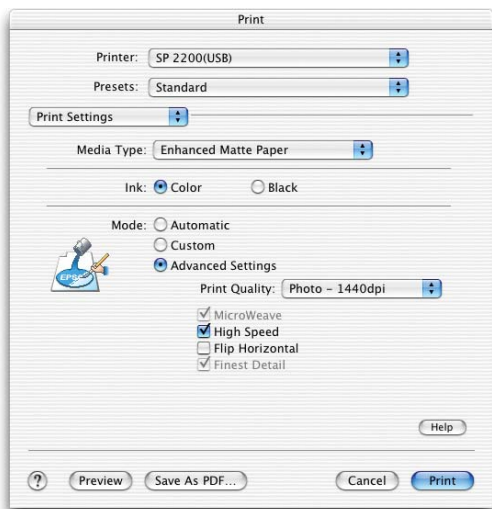 Print
Printer: SP 2200(USB)
Presets: Standard
Print Settings
Media Type: Enhanced Matte Paper
Ink: Color Black
Mode: Automatic
Custom
Advanced Settings
Print Quality: Photo – 1440dpi
MicroWeave
High Speed
Flip Horizontal
Finest Detail
EPSO
Help
? Preview Save As PDF... Cancel Print